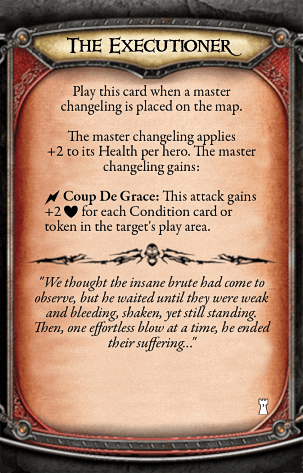 The Executioner
Play this card when a master
changeling is placed on the map.
The master changeling applies
+2 to its Health per hero. The master
changeling gains:
Coup De Grace: This attack gains
+2 for each Condition card or
token in the target's play area.
"We thought the insane brute had come to
observe, but he waited until they were weak
and bleeding, shaken, yet still standing.
Then, one effortless blow at a time, he ended
their suffering..."